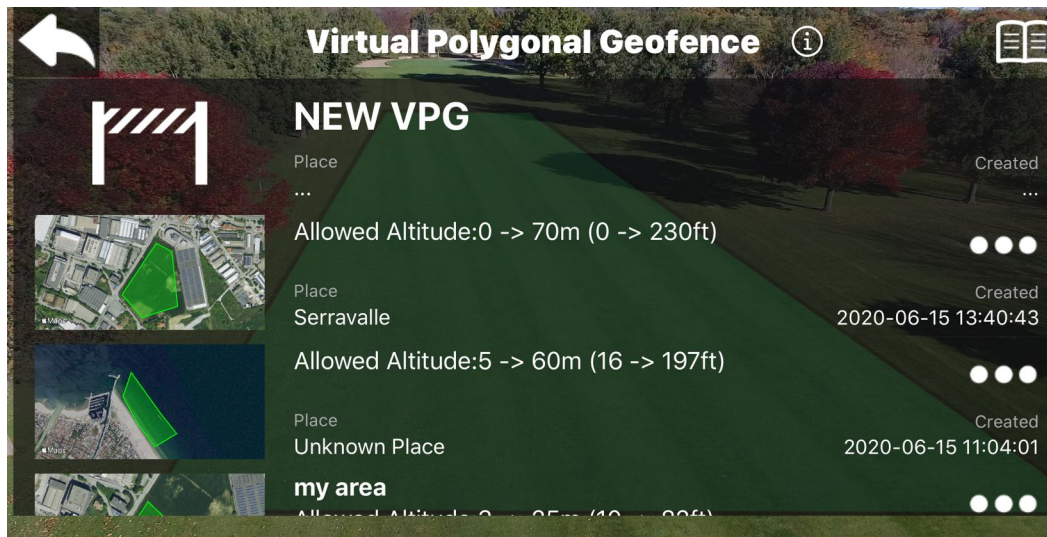 Virtual Polygonal Geofence
NEW VPG
Place
Created
...
...
Allowed Altitude:0 -> 70m (0 -> 230ft)
Place
Created
Serravalle
2020-06-15 13:40:43
Maps
Allowed Altitude:5 -> 60m (16 -> 197ft)
Place
Created
Unknown Place
2020-06-15 11:04:01
Maps
my area
Allowed Altitude: